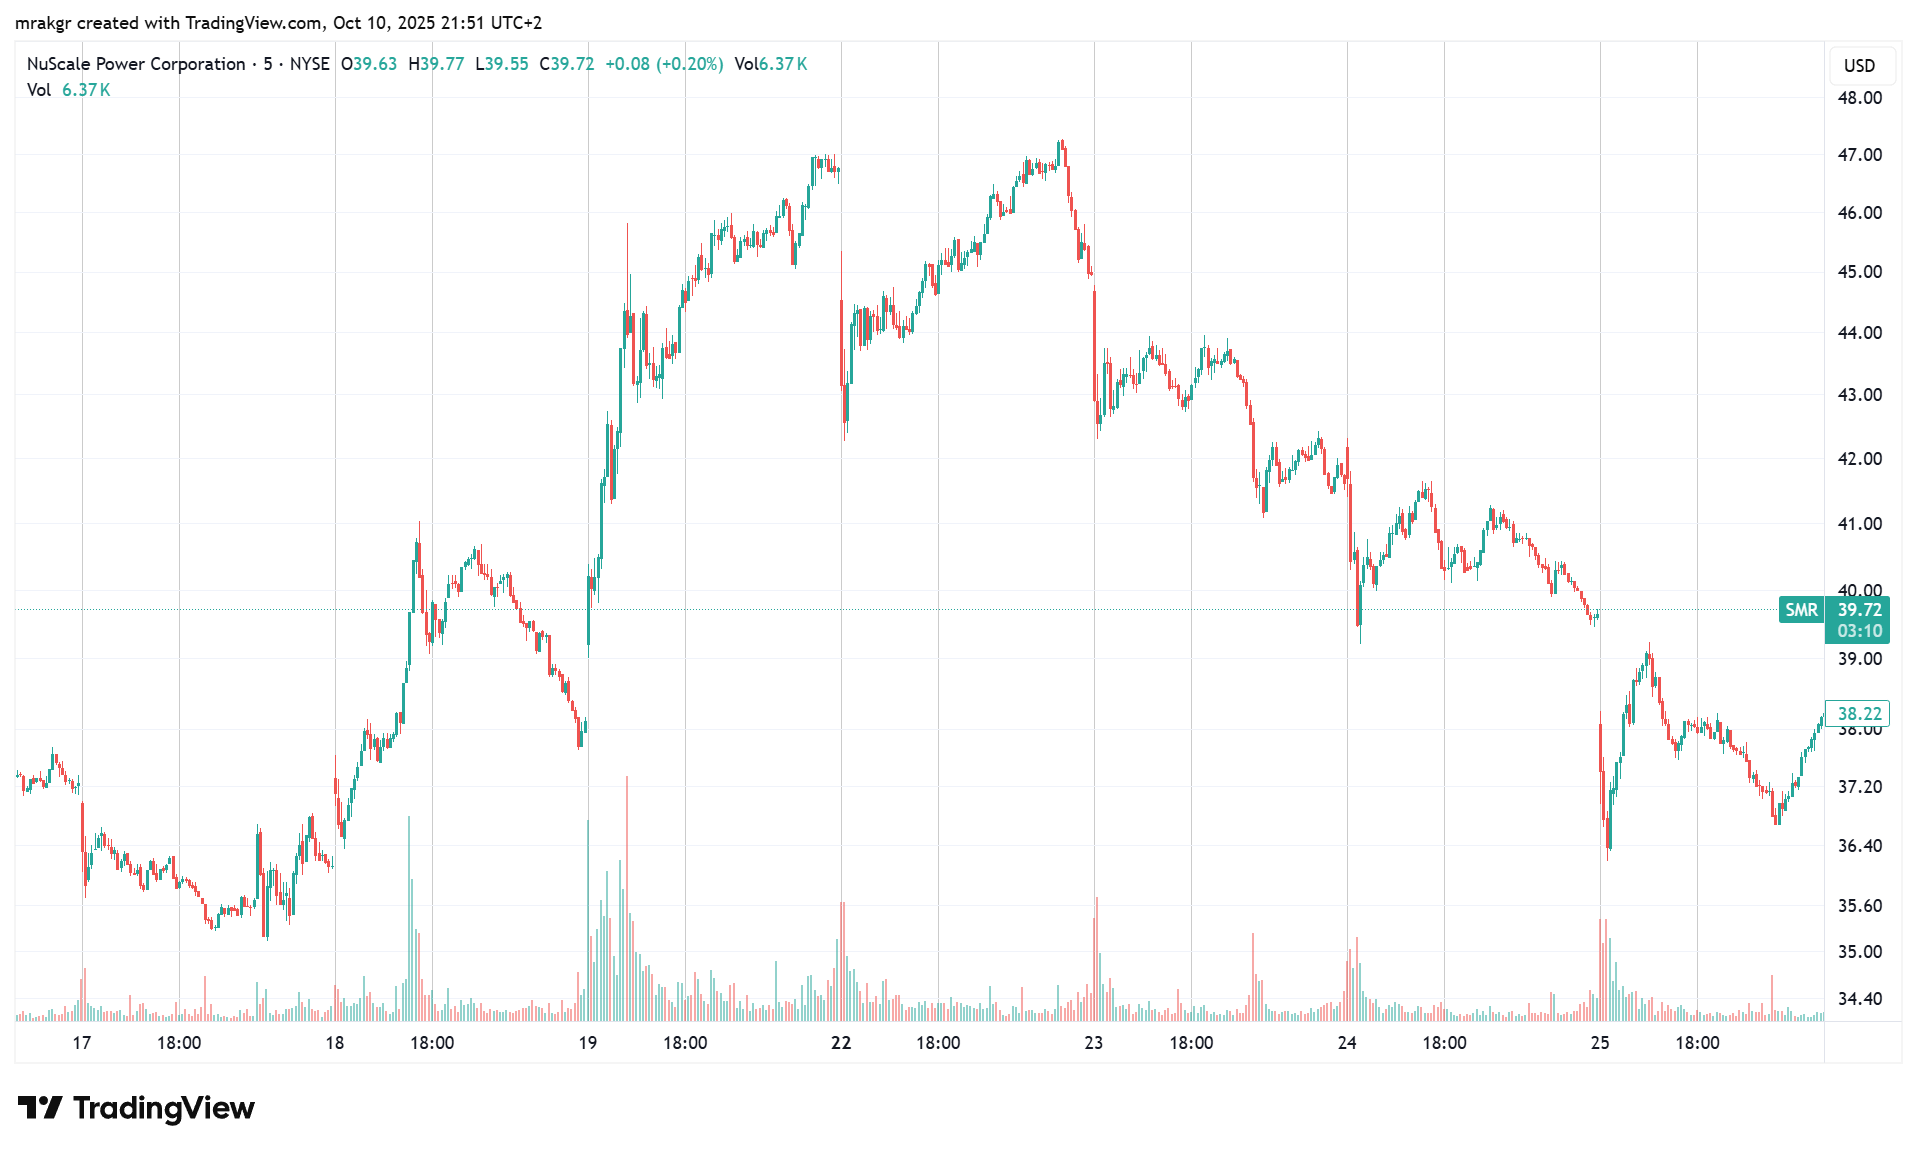 mrakgr created with TradingView.com, Oct 10, 2025 21:51 UTC+2
NuScale Power Corporation · 5 · NYSE O39.63 H39.77 L39.55 C39.72 +0.08 (+0.20%) Vol6.37 K
Vol 6.37 K
USD
48.00
47.00
46.00
45.00
44.00
43.00
42.00
41.00
40.00
SMR 39.72
03:10
39.00
38.22
38.00
37.20
36.40
35.60
35.00
34.40
17 18:00 18 18:00 19 18:00 22 18:00 23 18:00 24 18:00 25 18:00
TradingView